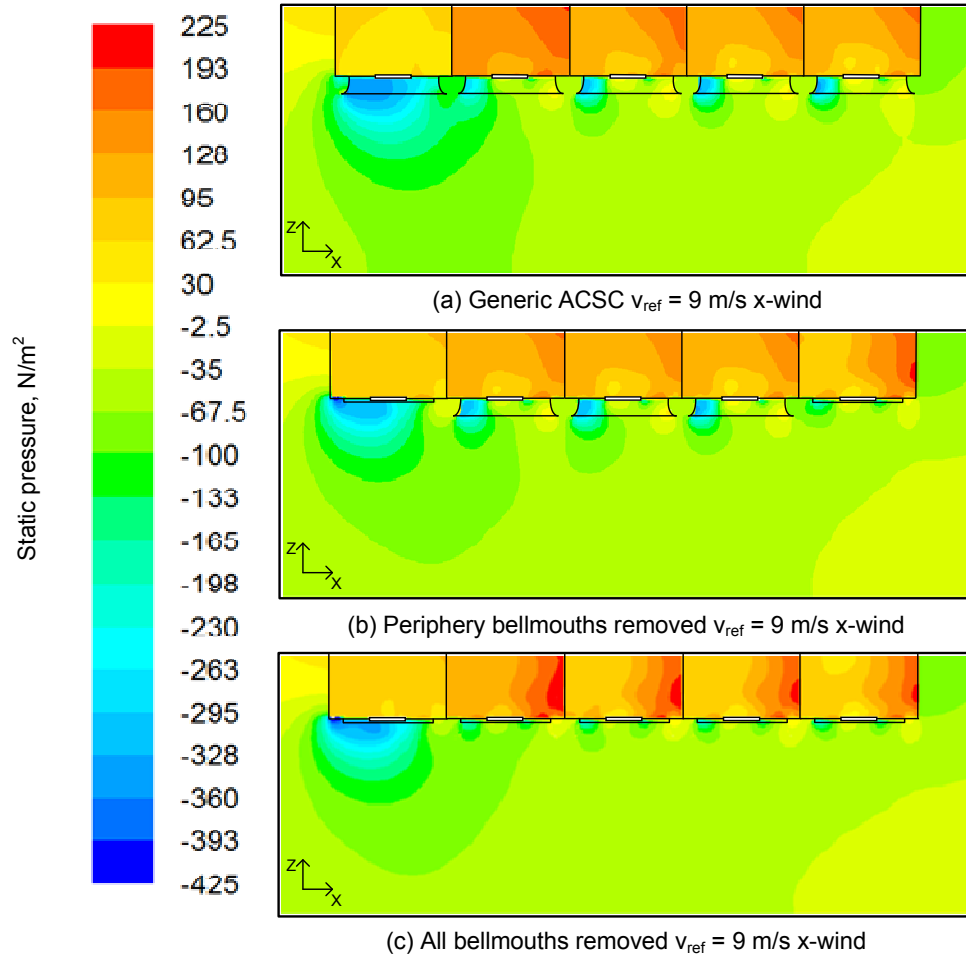 Static pressure, N/m²
225
193
160
128
95
62.5
30
-2.5
-35
-67.5
-100
-133
-165
-198
-230
-263
-295
-328
-360
-393
-425
Z
X
(a) Generic ACSC v_ref = 9 m/s x-wind
Z
X
(b) Periphery bellmouths removed v_ref = 9 m/s x-wind
Z
X
(c) All bellmouths removed v_ref = 9 m/s x-wind